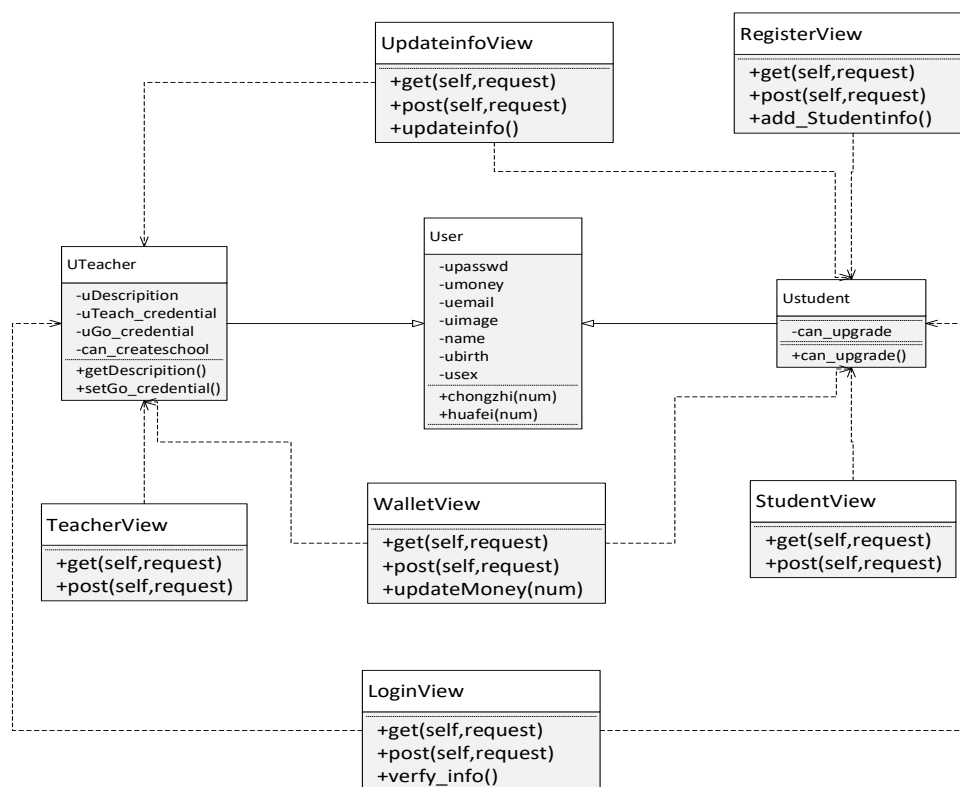 UpdateinfoView
+get(self,request)
+post(self,request)
+updateinfo()
RegisterView
+get(self,request)
+post(self,request)
+add_Studentinfo()
UTeacher
-uDescripition
-uTeach_credential
-uGo_credential
-can_createschool
+getDescripition()
+setGo_credential()
User
-upasswd
-umoney
-uemail
-uimage
-name
-ubirth
-usex
+chongzhi(num)
+huafei(num)
Ustudent
-can_upgrade
+can_upgrade()
TeacherView
+get(self,request)
+post(self,request)
WalletView
+get(self,request)
+post(self,request)
+updateMoney(num)
StudentView
+get(self,request)
+post(self,request)
LoginView
+get(self,request)
+post(self,request)
+verfy_info()